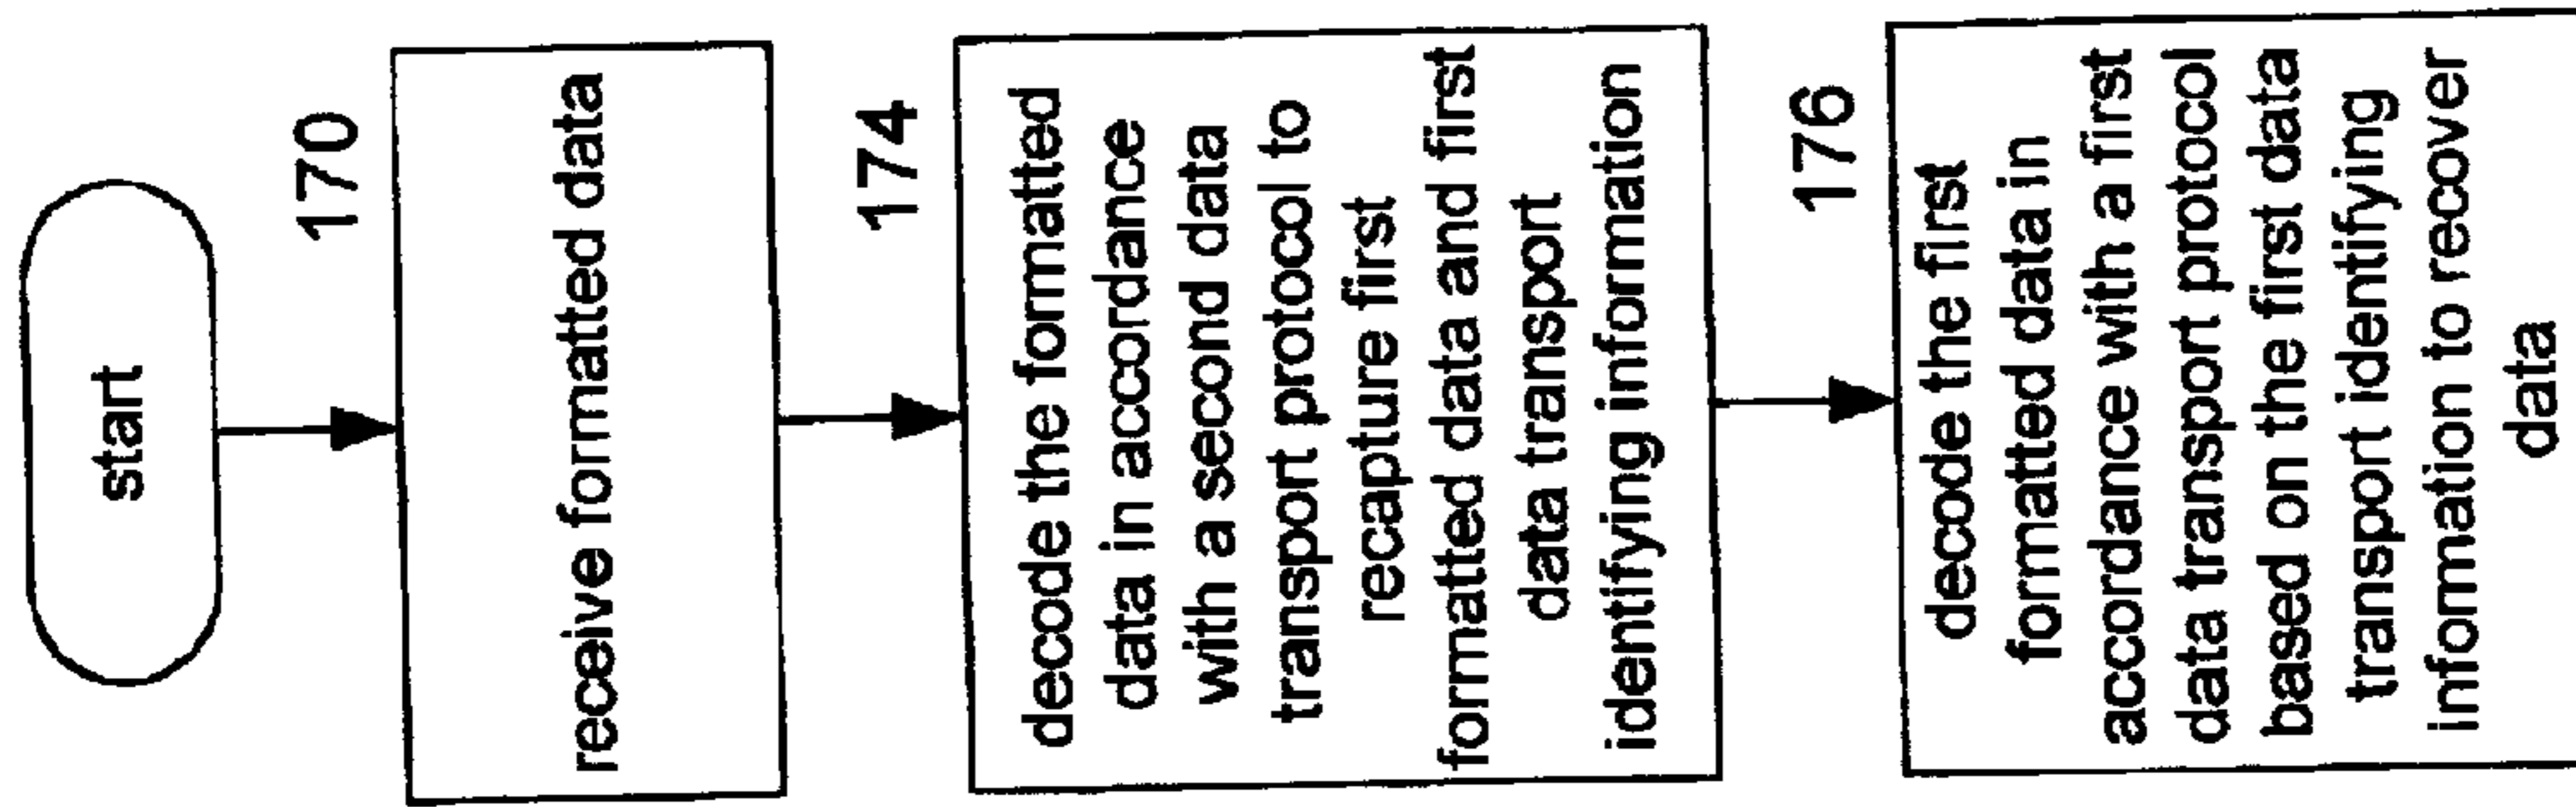 start
170
receive formatted data
174
decode the formatted
data in accordance
with a second data
transport protocol to
recapture first
formatted data and first
data transport
identifying information
176
decode the first
formatted data in
accordance with a first
data transport protocol
based on the first data
transport identifying
information to recover
data